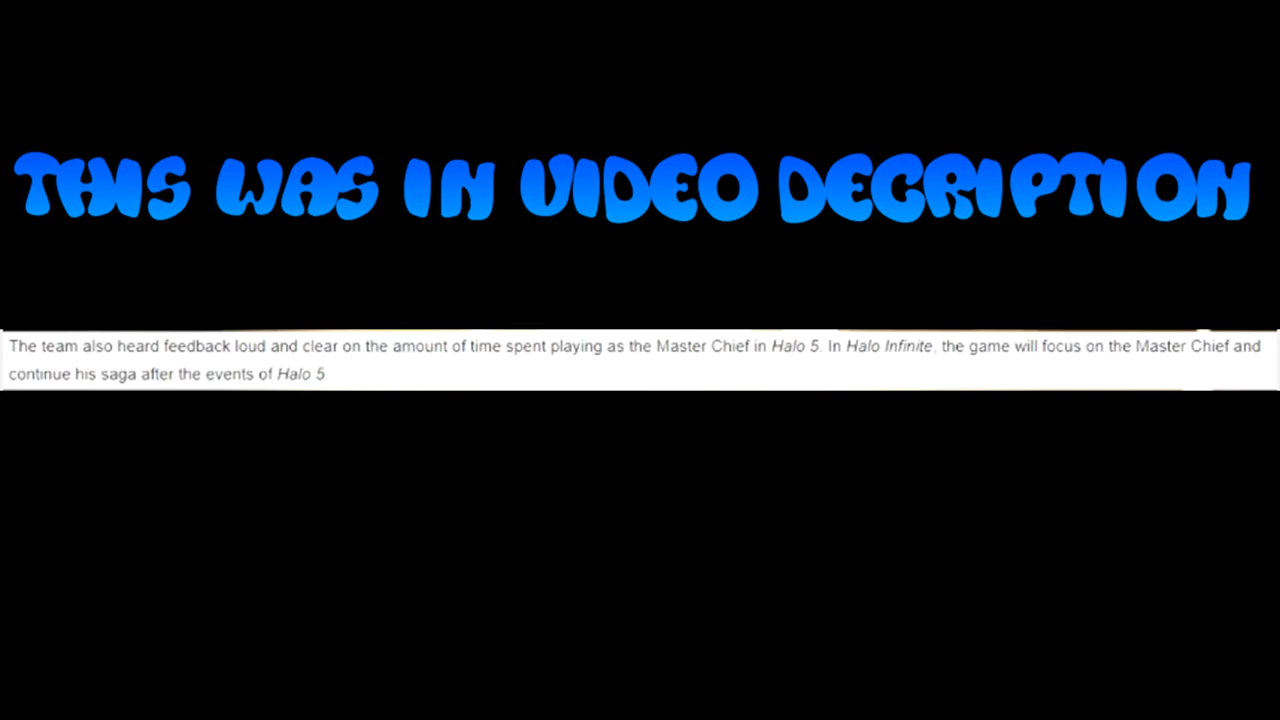 THIS WAS IN VIDEO DECRIPTION
The team also heard feedback loud and clear on the amount of time spent playing as the Master Chief in Halo 5. In Halo Infinite, the game will focus on the Master Chief and
continue his saga after the events of Halo 5.